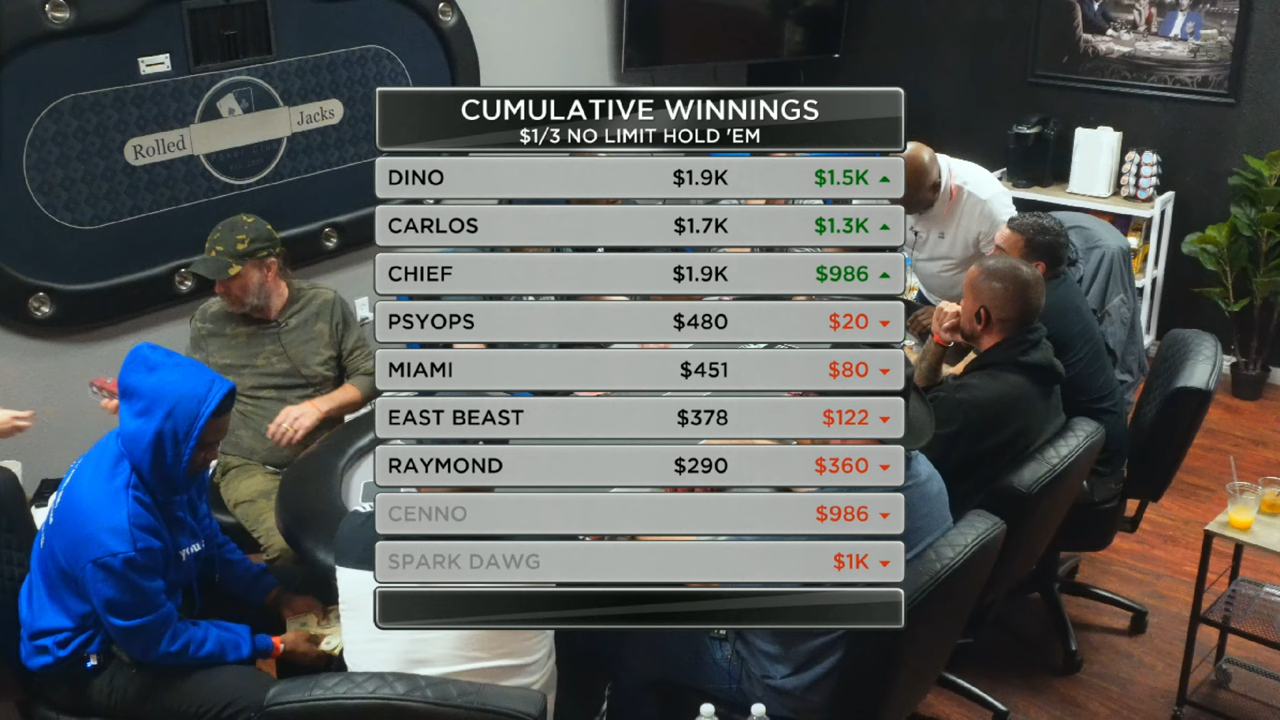 Rolled Jacks
CUMULATIVE WINNINGS
$1/3 NO LIMIT HOLD 'EM
DINO $1.9K $1.5K
CARLOS $1.7K $1.3K
CHIEF $1.9K $986
PSYOPS $480 $20
MIAMI $451 $80
EAST BEAST $378 $122
RAYMOND $290 $360
CENNO $986
SPARK DAWG $1K